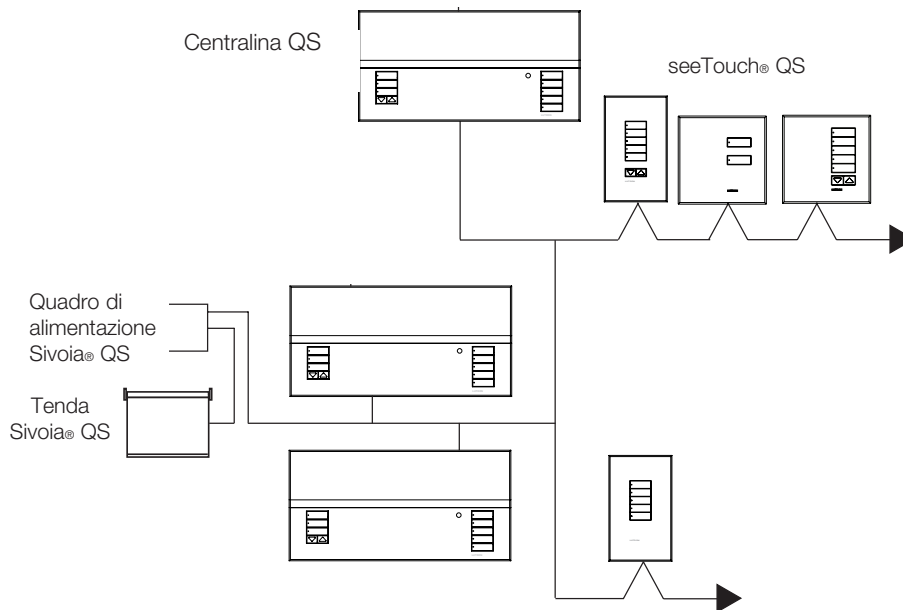 Centralina QS
seeTouch® QS
Quadro di
alimentazione
Sivoia® QS
Tenda
Sivoia® QS